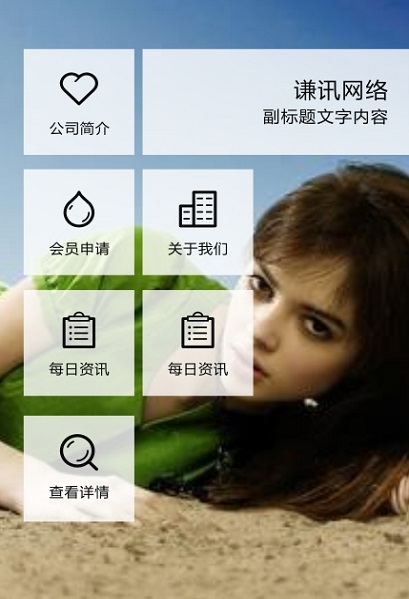 谦讯网络
副标题文字内容
公司简介
会员申请
关于我们
每日资讯
每日资讯
查看详情